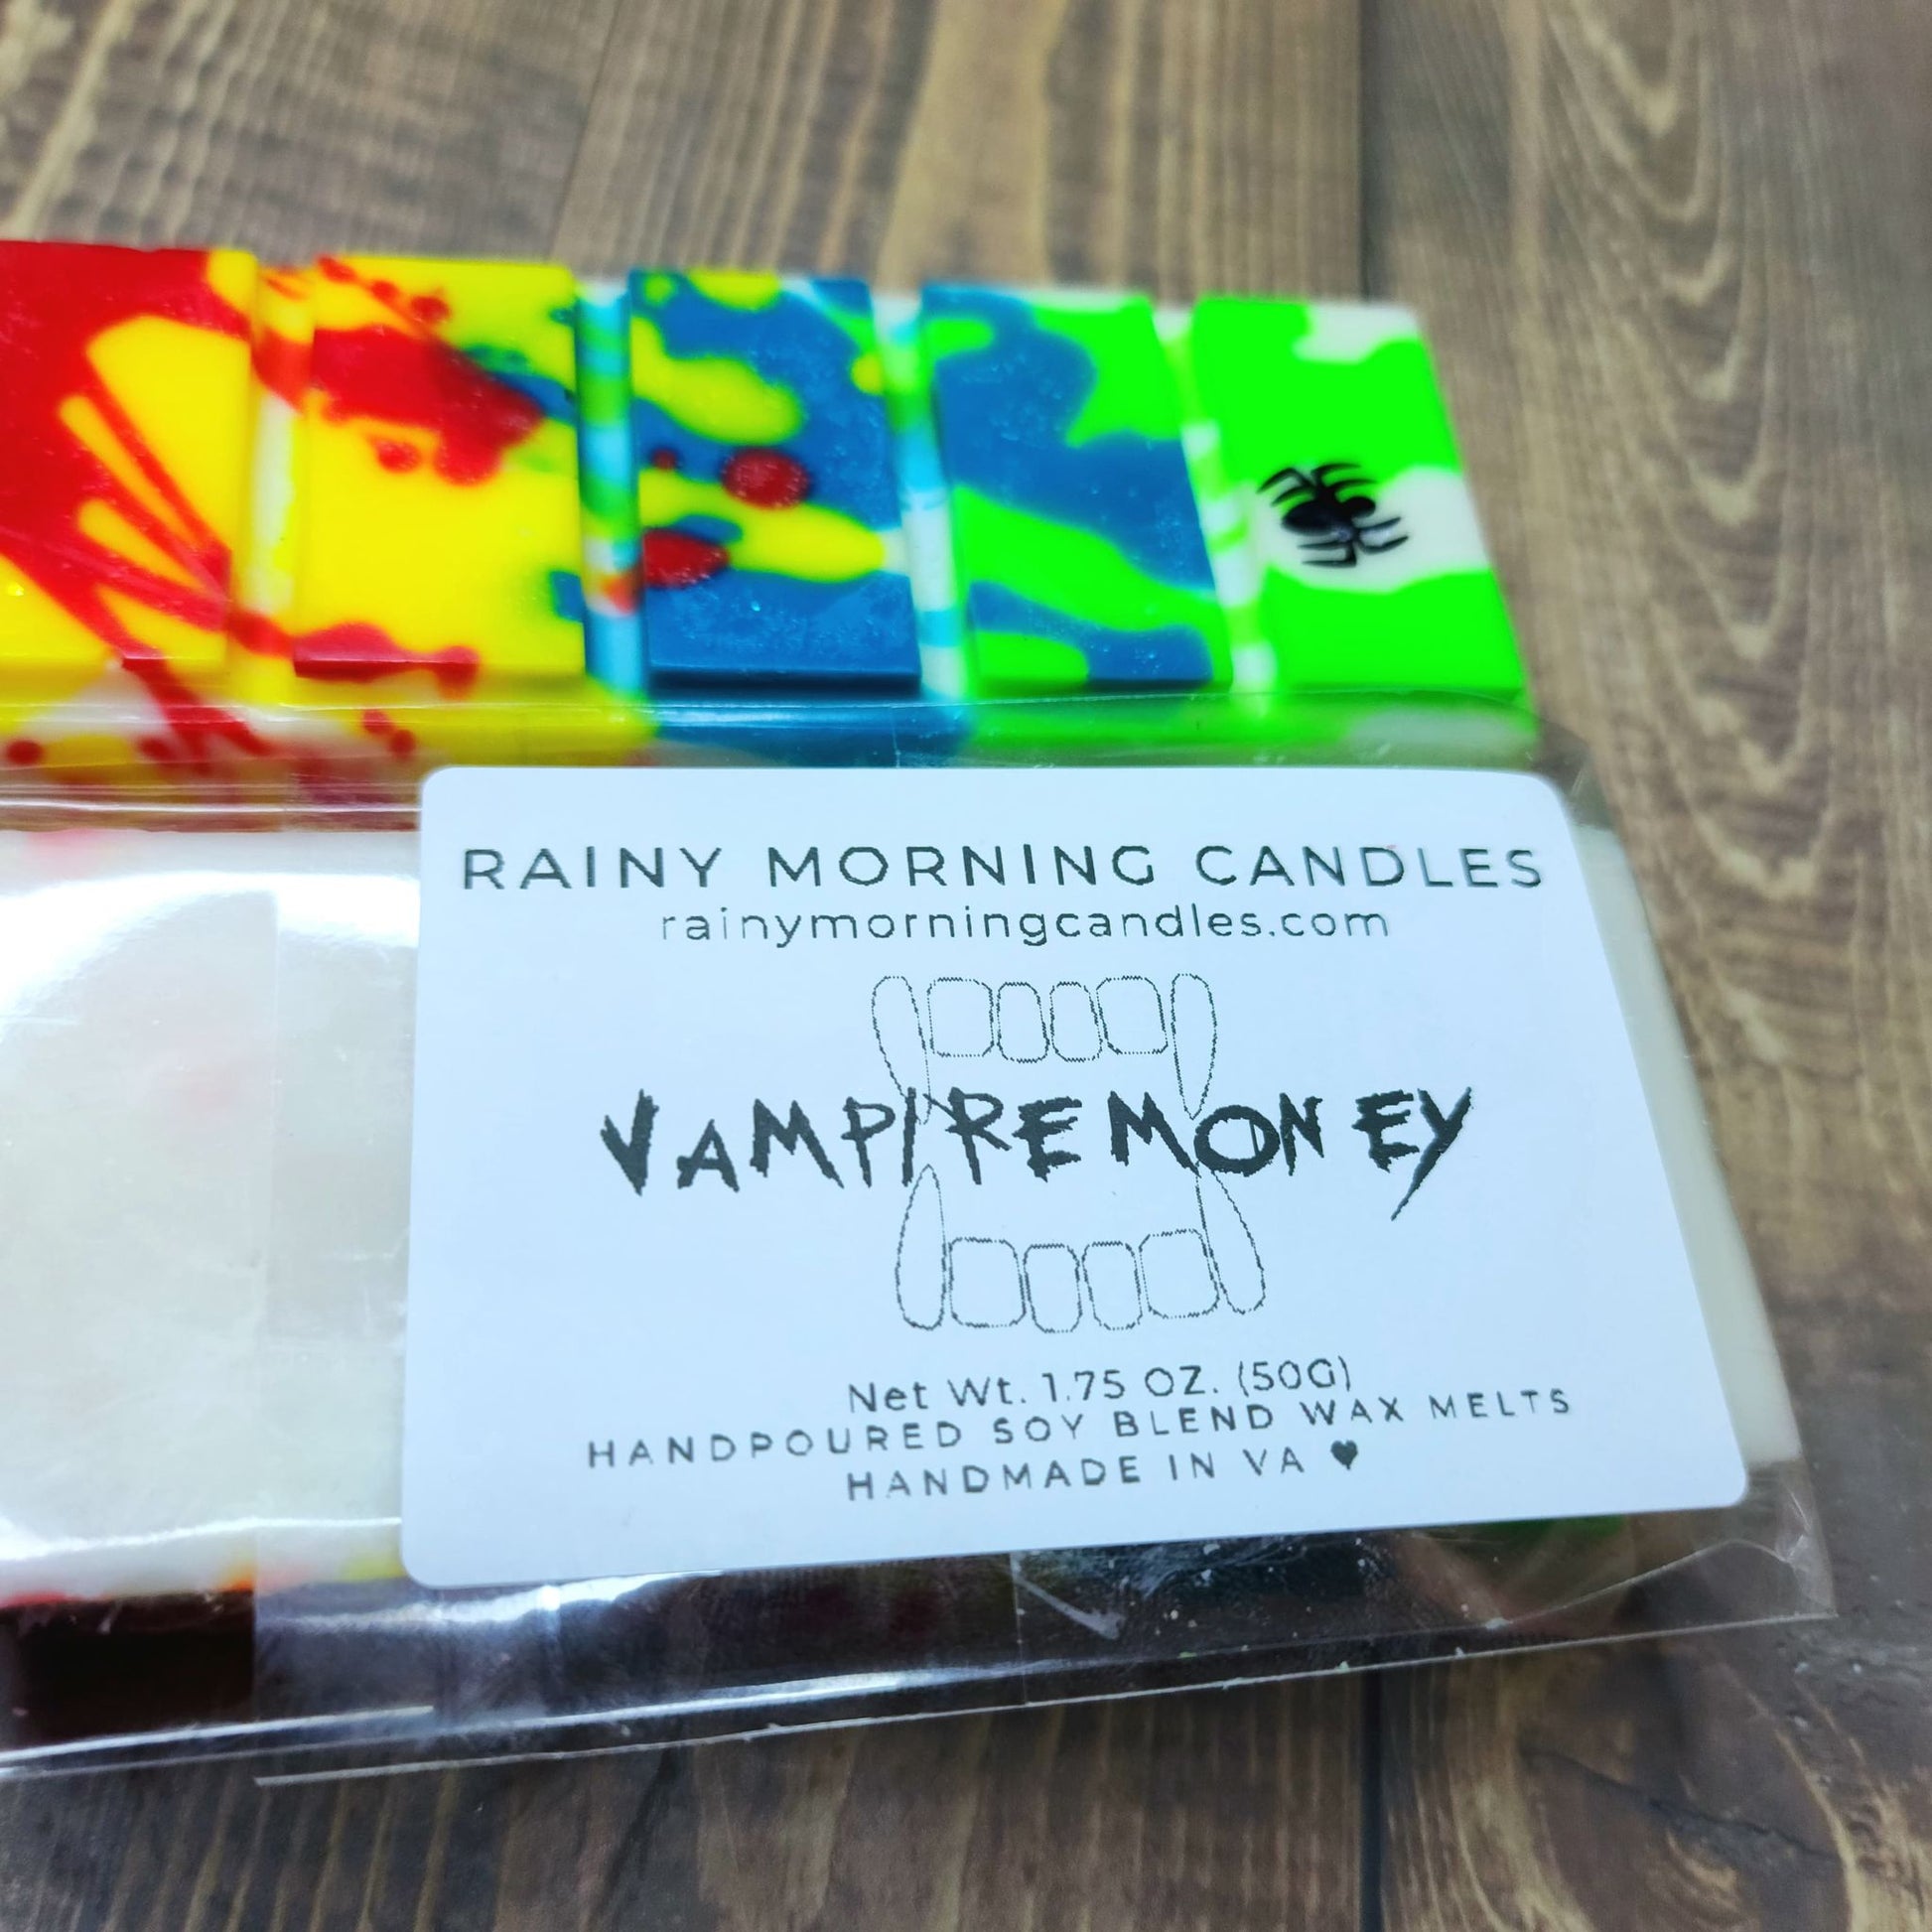 RAINY MORNING CANDLES
rainymorningcandles.com
VAMPIRE MONEY
Net Wt. 1.75 OZ. (50G)
HANDPOURED SOY BLEND WAX MELTS
HANDMADE IN VA ♥